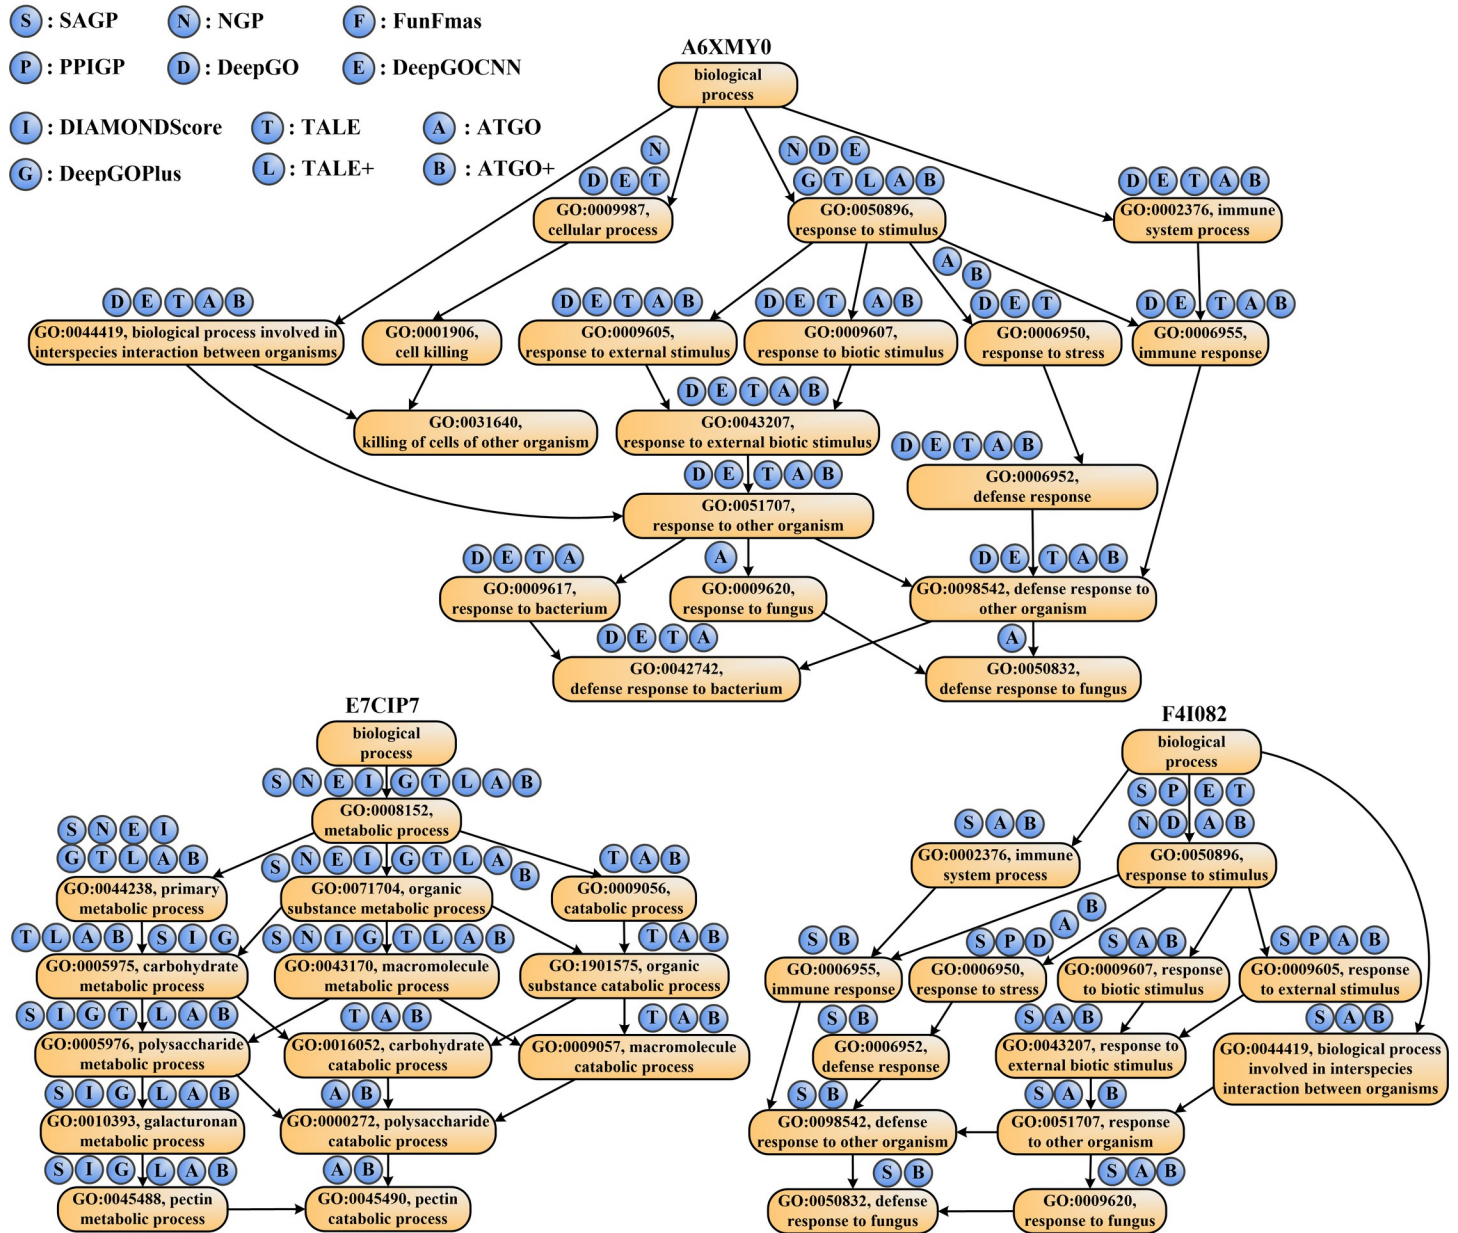 S : SAGP N : NGP F : FunFmas
P : PPIGP D : DeepGO E : DeepGOCNN
I : DIAMONDScore T : TALE A : ATGO
G : DeepGOPlus L : TALE+ B : ATGO+
A6XMY0
biological
process
N
D E T
GO:0009987,
cellular process
N D E
G T L A B
GO:0050896,
response to stimulus
D E T A B
GO:0002376, immune
system process
D E T A B
GO:0044419, biological process involved in
interspecies interaction between organisms
GO:0001906,
cell killing
D E T A B
GO:0009605,
response to external stimulus
D E T A B
GO:0009607,
response to biotic stimulus
A
B
D E T
GO:0006950,
response to stress
D E T A B
GO:0006955,
immune response
GO:0031640,
killing of cells of other organism
D E T A B
GO:0043207,
response to external biotic stimulus
D E T A B
GO:0006952,
defense response
D E T A B
GO:0051707,
response to other organism
D E T A
GO:0009617,
response to bacterium
A
GO:0009620,
response to fungus
D E T A B
GO:0098542, defense response to
other organism
D E T A
GO:0042742,
defense response to bacterium
A
GO:0050832,
defense response to fungus
E7CIP7
biological
process
S N E I G T L A B
GO:0008152,
metabolic process
S N E I
G T L A B
GO:0044238, primary
metabolic process
S N E I G T L A
B
GO:0071704, organic
substance metabolic process
T A B
GO:0009056,
catabolic process
T L A B S I G
GO:0005975, carbohydrate
metabolic process
S N I G T L A B
GO:0043170, macromolecule
metabolic process
T A B
GO:1901575, organic
substance catabolic process
S I G T L A B
GO:0005976, polysaccharide
metabolic process
T A B
GO:0016052, carbohydrate
catabolic process
T A B
GO:0009057, macromolecule
catabolic process
S I G L A B
GO:0010393, galacturonan
metabolic process
A B
GO:0000272, polysaccharide
catabolic process
S I G L A B
GO:0045488, pectin
metabolic process
A B
GO:0045490, pectin
catabolic process
F4I082
biological
process
S P E T
N D A B
GO:0050896,
response to stimulus
S A B
GO:0002376, immune
system process
S B
GO:0006955,
immune response
B
S P D A
GO:0006950,
response to stress
S A B
GO:0009607, response
to biotic stimulus
S P A B
GO:0009605, response
to external stimulus
S B
GO:0006952,
defense response
S A B
GO:0043207, response to
external biotic stimulus
S A B
GO:0044419, biological process
involved in interspecies
interaction between organisms
S B
GO:0098542, defense
response to other organism
S A B
GO:0051707, response
to other organism
S B
GO:0050832, defense
response to fungus
S A B
GO:0009620,
response to fungus